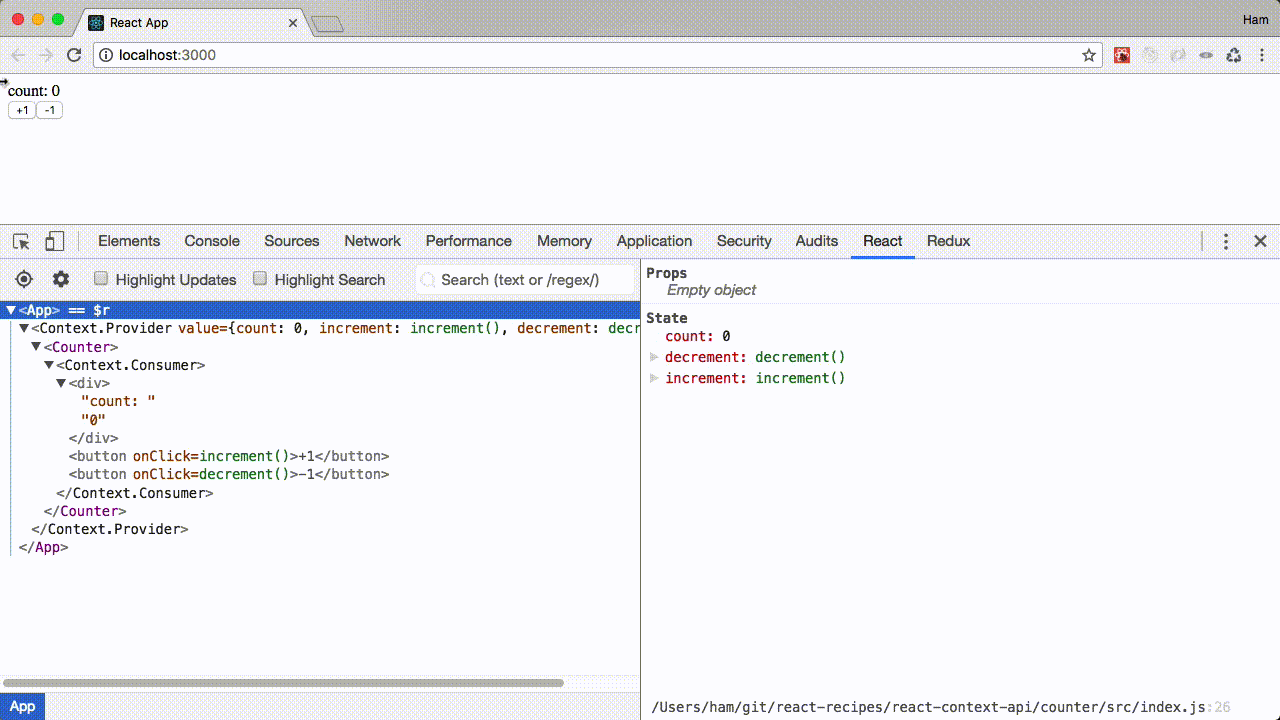 React App
Ham
localhost:3000
count: 0
+1 -1
Elements Console Sources Network Performance Memory Application Security Audits React Redux
Highlight Updates Highlight Search Search (text or /regex/)
<App> == $r
<Context.Provider value={count: 0, increment: increment(), decrement: decr
<Counter>
<Context.Consumer>
<div>
"count: "
"0"
</div>
<button onClick=increment()>+1</button>
<button onClick=decrement()>-1</button>
</Context.Consumer>
</Counter>
</Context.Provider>
</App>
App
Props
Empty object
State
count: 0
decrement: decrement()
increment: increment()
/Users/ham/git/react-recipes/react-context-api/counter/src/index.js:26